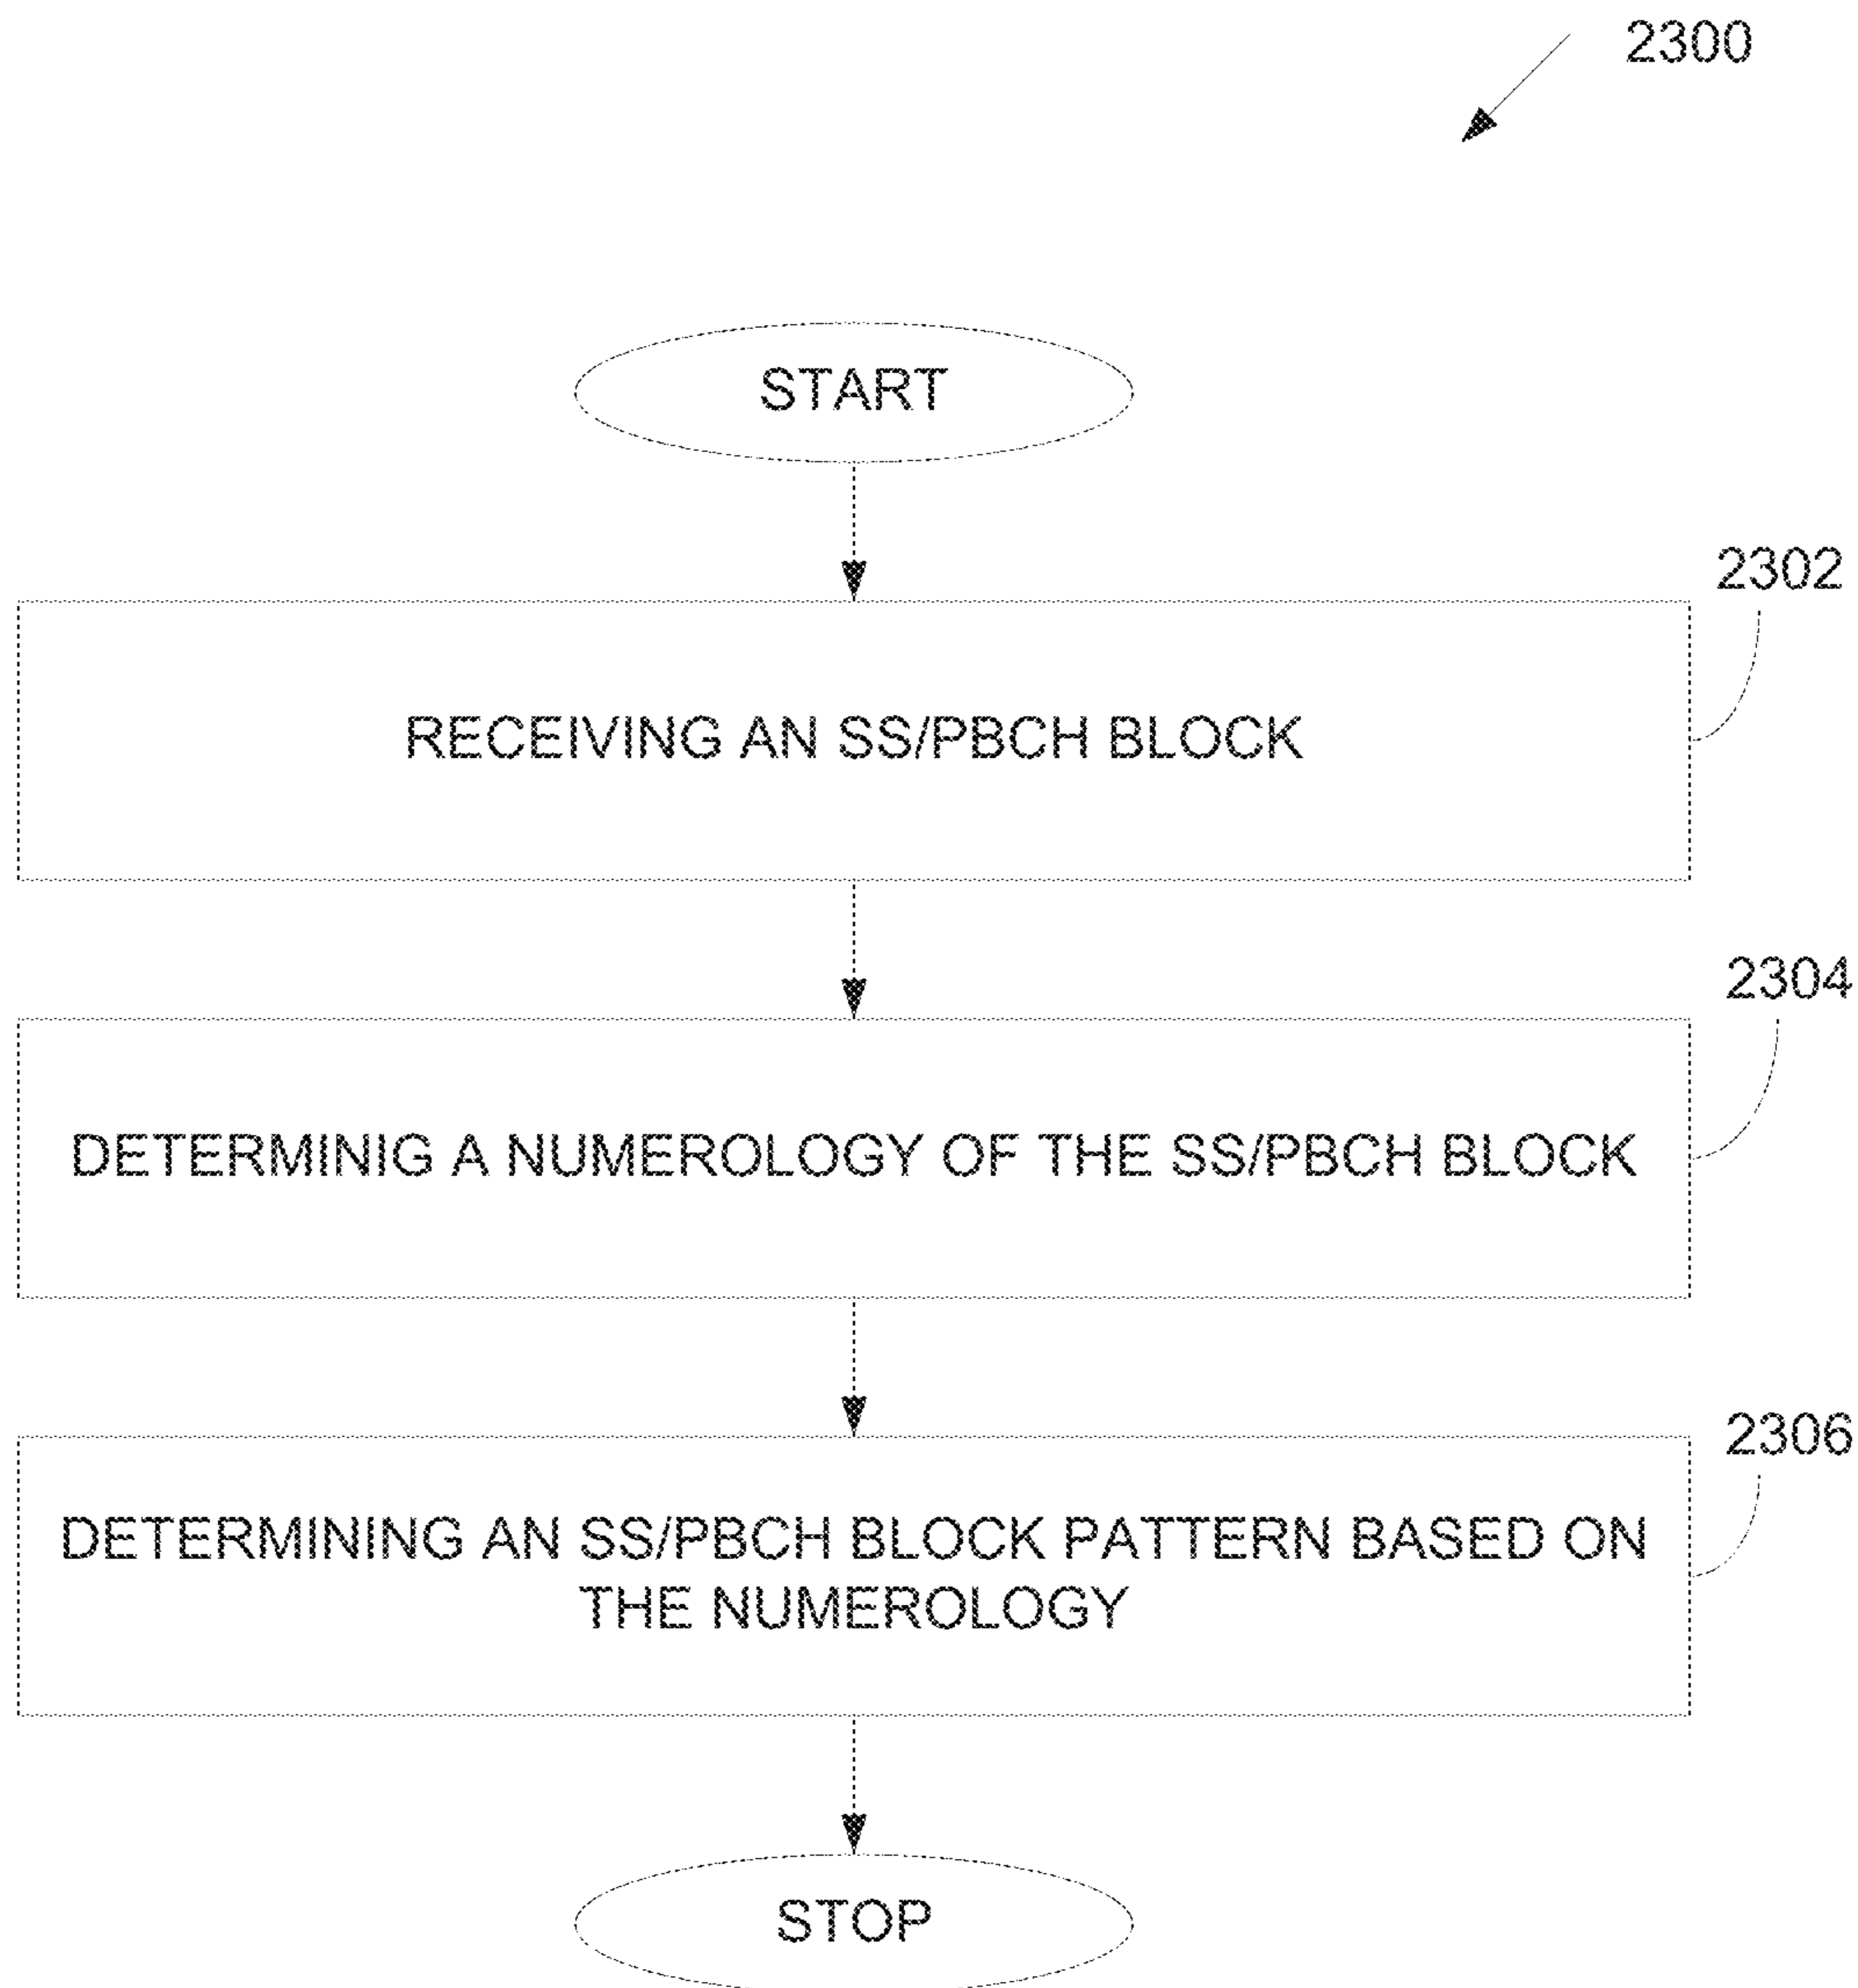 2300
START
2302
RECEIVING AN SS/PBCH BLOCK
2304
DETERMINIG A NUMEROLOGY OF THE SS/PBCH BLOCK
2306
DETERMINING AN SS/PBCH BLOCK PATTERN BASED ON
THE NUMEROLOGY
STOP